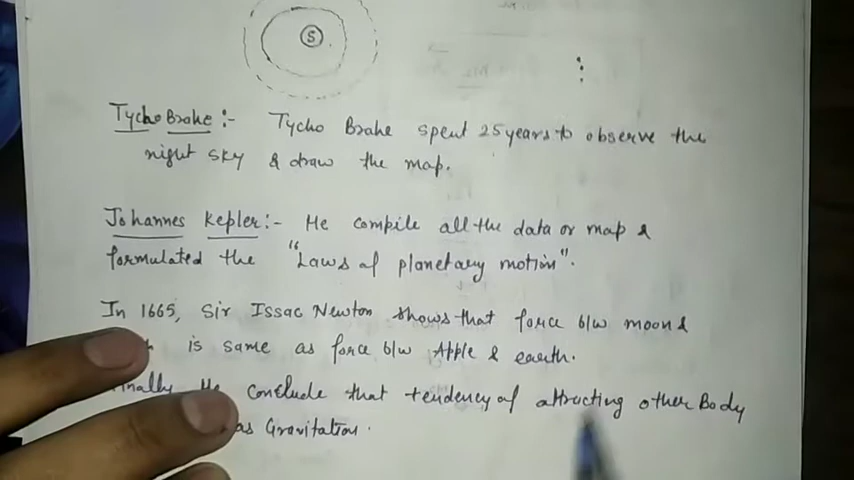 S
Tycho Brahe :- Tycho Brahe spent 25 years to observe the
night sky & draw the map.
Johannes Kepler :- He compile all the data or map &
formulated the "Laws of planetary motion".
In 1665, Sir Issac Newton shows that force b/w moon &
is same as force b/w Apple & earth.
He conclude that tendency of attracting other Body
as Gravitation.